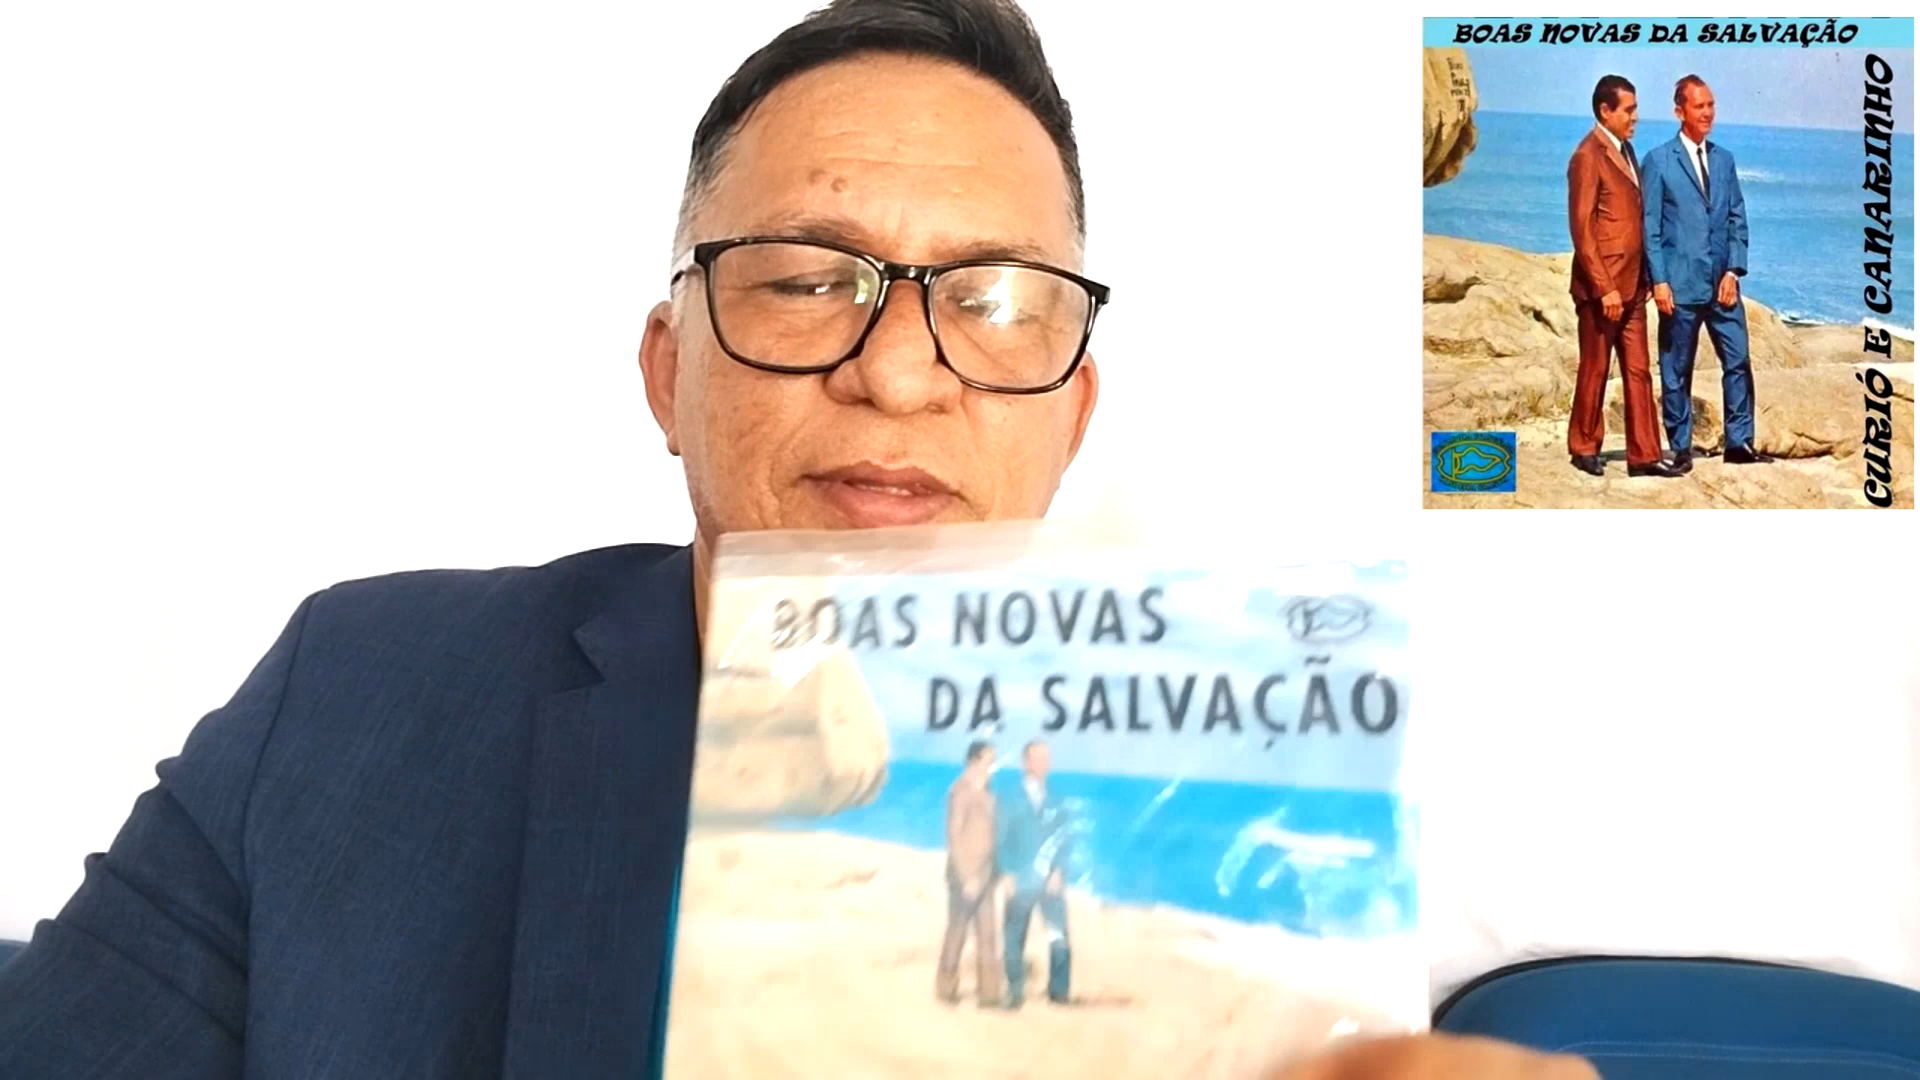 BOAS NOVAS DA SALVAÇÃO
CURIÓ E CANARINHO
BOAS NOVAS
DA SALVAÇÃO